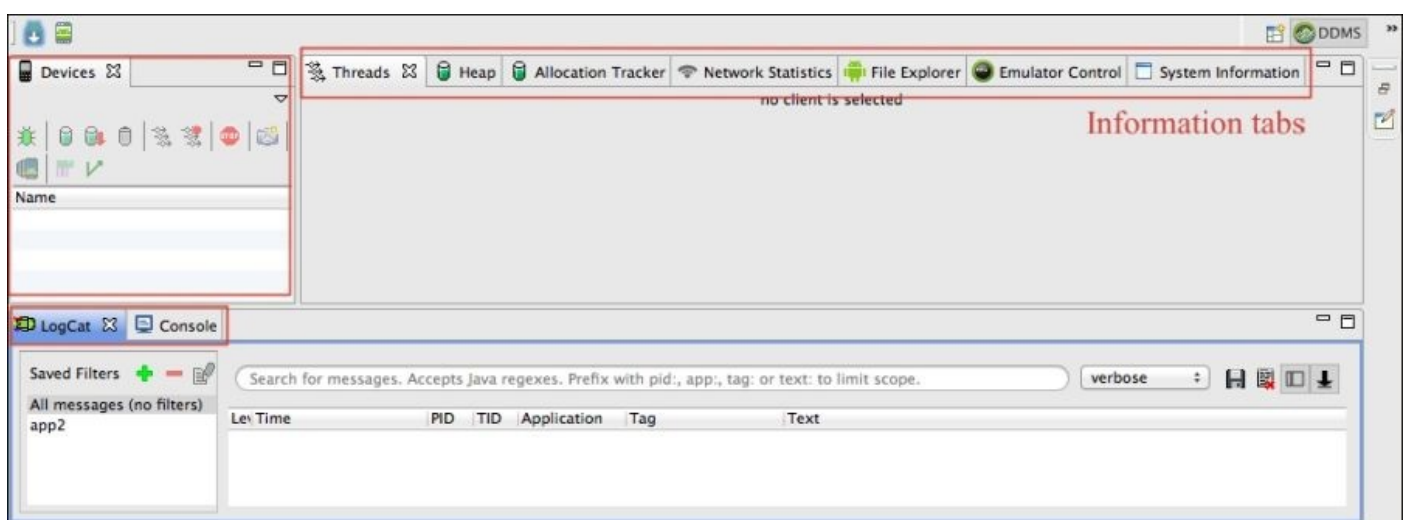 DDMS »
Devices
Threads Heap Allocation Tracker Network Statistics File Explorer Emulator Control System Information
no client is selected
Information tabs
STOP
Name
LogCat Console
Saved Filters
Search for messages. Accepts Java regexes. Prefix with pid:, app:, tag: or text: to limit scope.
verbose
All messages (no filters)
app2
Lev Time PID TID Application Tag Text